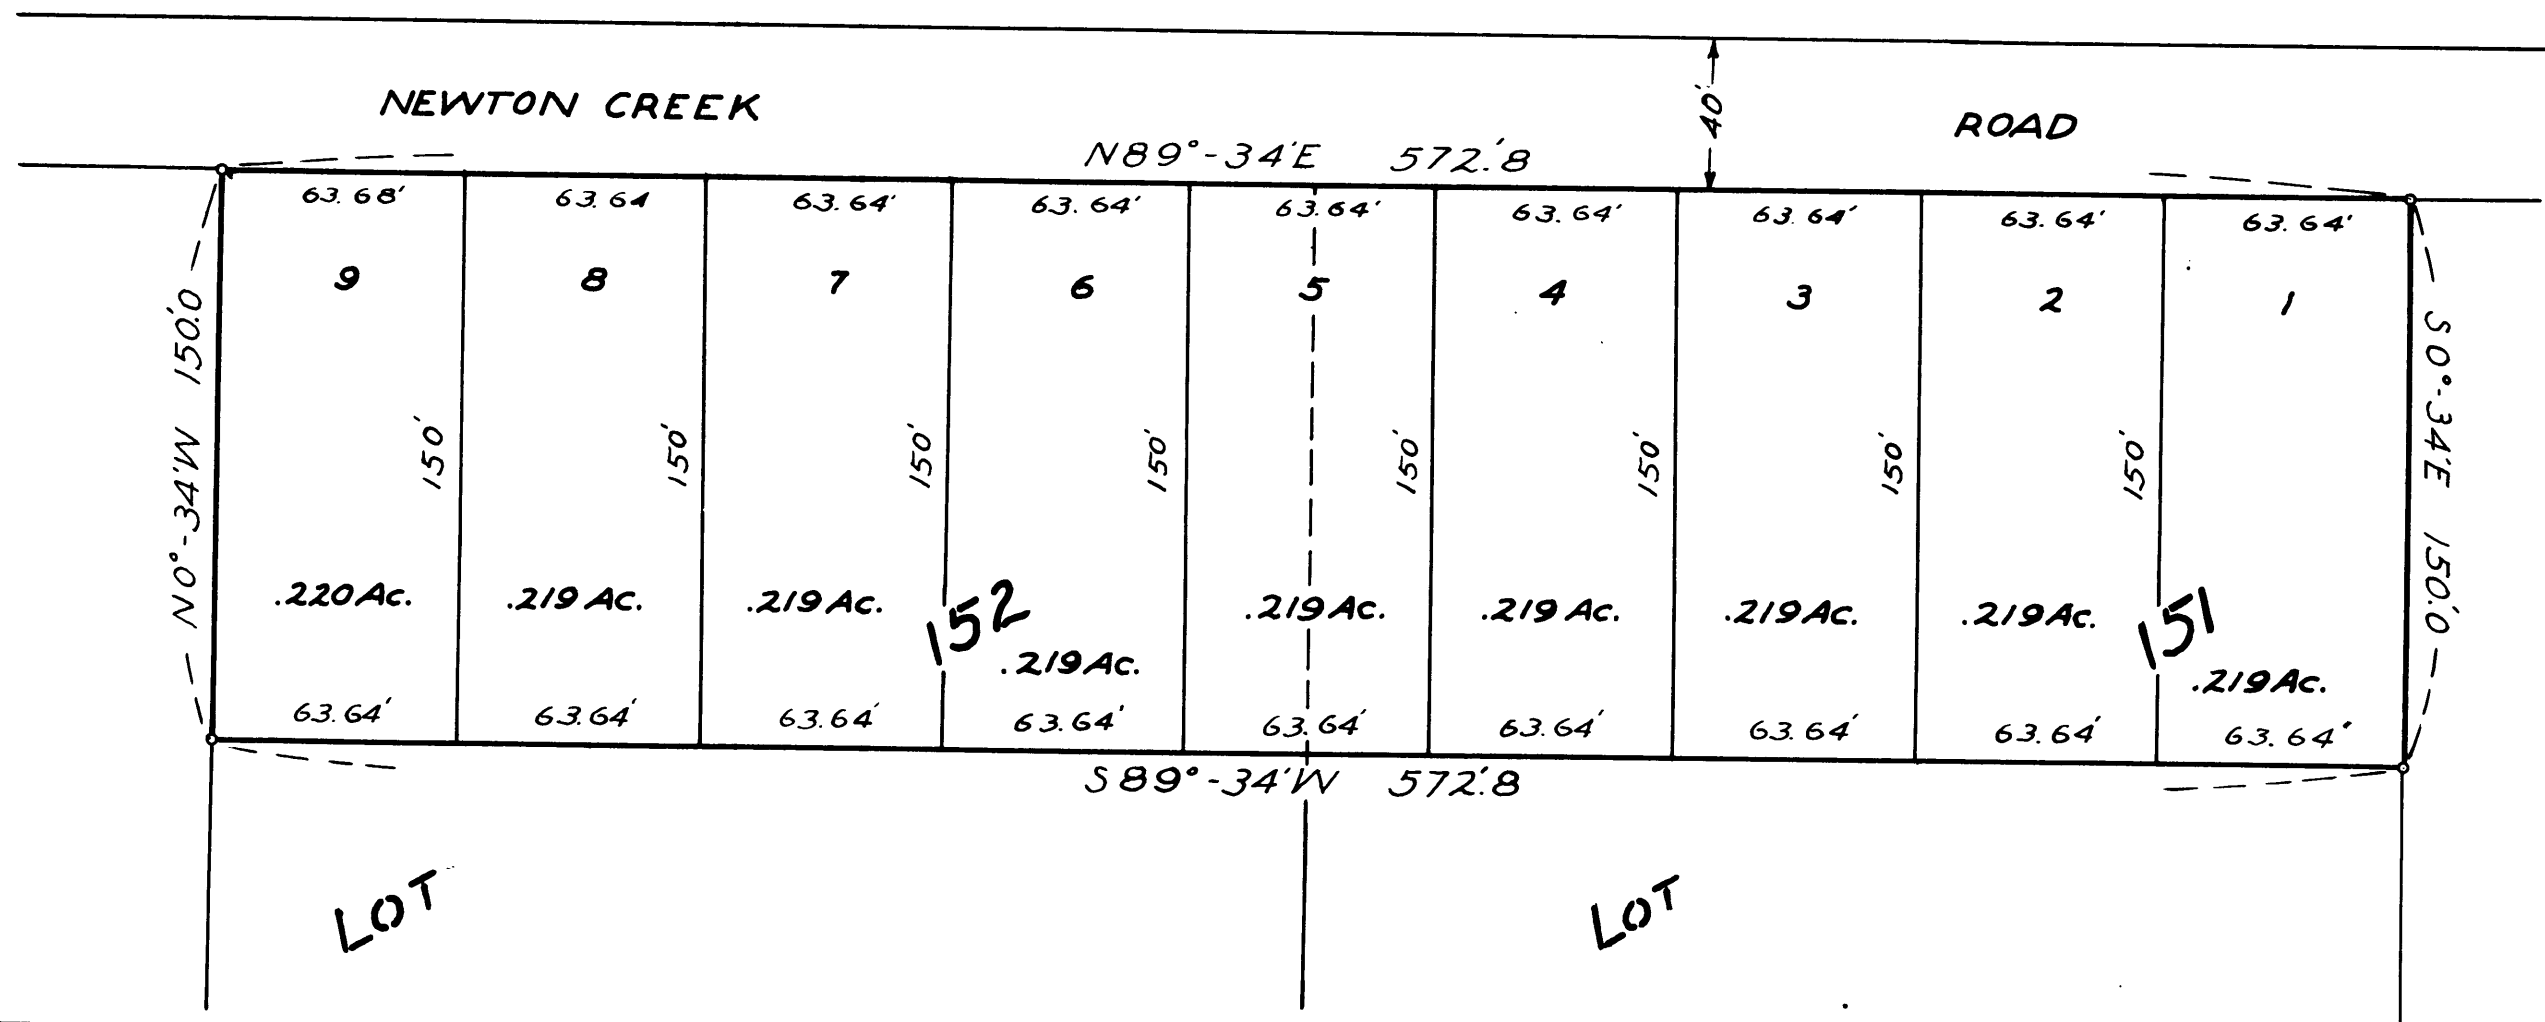 NEWTON CREEK ROAD
40'
N89°-34'E 572.'8
63.68' 63.64 63.64' 63.64' 63.64' 63.64' 63.64' 63.64' 63.64'
9 8 7 6 5 4 3 2 1
N0°-34'W 150.'0
150' 150' 150' 150' 150' 150' 150' 150'
S0°-34'E 150.'0
.220Ac. .219Ac. .219Ac. .219Ac. .219Ac. .219Ac. .219Ac. .219Ac. .219Ac.
152 151
63.64' 63.64' 63.64' 63.64' 63.64' 63.64' 63.64' 63.64' 63.64'
S89°-34'W 572.'8
LOT LOT